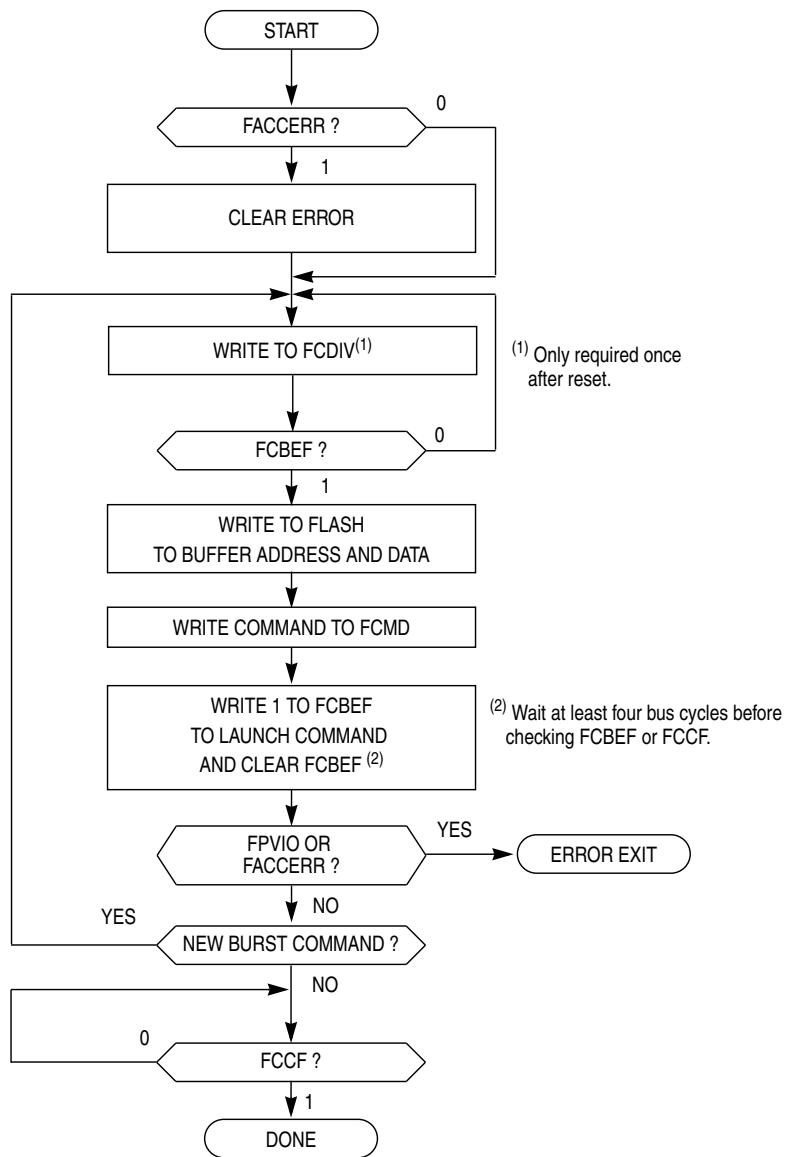 START
0
FACCERR ?
1
CLEAR ERROR
WRITE TO FCDIV(1)
(1) Only required once
after reset.
0
FCBEF ?
1
WRITE TO FLASH
TO BUFFER ADDRESS AND DATA
WRITE COMMAND TO FCMD
WRITE 1 TO FCBEF
TO LAUNCH COMMAND
AND CLEAR FCBEF (2)
(2) Wait at least four bus cycles before
checking FCBEF or FCCF.
FPVIO OR
FACCERR ?
YES
ERROR EXIT
NO
YES
NEW BURST COMMAND ?
NO
0
FCCF ?
1
DONE